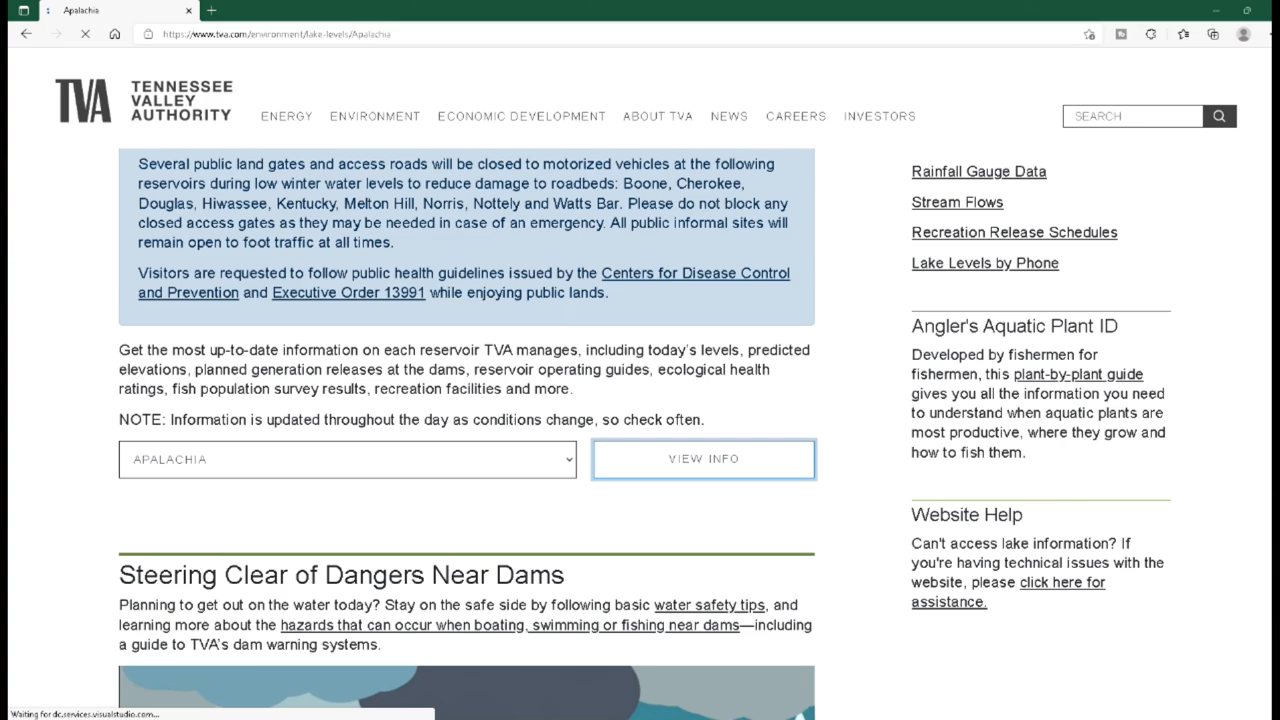 Apalachia
https://www.tva.com/environment/lake-levels/Apalachia
TVA TENNESSEE
VALLEY
AUTHORITY
ENERGY ENVIRONMENT ECONOMIC DEVELOPMENT ABOUT TVA NEWS CAREERS INVESTORS
SEARCH
Several public land gates and access roads will be closed to motorized vehicles at the following
reservoirs during low winter water levels to reduce damage to roadbeds: Boone, Cherokee,
Douglas, Hiwassee, Kentucky, Melton Hill, Norris, Nottely and Watts Bar. Please do not block any
closed access gates as they may be needed in case of an emergency. All public informal sites will
remain open to foot traffic at all times.
Visitors are requested to follow public health guidelines issued by the Centers for Disease Control
and Prevention and Executive Order 13991 while enjoying public lands.
Get the most up-to-date information on each reservoir TVA manages, including today's levels, predicted
elevations, planned generation releases at the dams, reservoir operating guides, ecological health
ratings, fish population survey results, recreation facilities and more.
NOTE: Information is updated throughout the day as conditions change, so check often.
APALACHIA
VIEW INFO
Steering Clear of Dangers Near Dams
Planning to get out on the water today? Stay on the safe side by following basic water safety tips, and
learning more about the hazards that can occur when boating, swimming or fishing near dams—including
a guide to TVA's dam warning systems.
Rainfall Gauge Data
Stream Flows
Recreation Release Schedules
Lake Levels by Phone
Angler's Aquatic Plant ID
Developed by fishermen for
fishermen, this plant-by-plant guide
gives you all the information you need
to understand when aquatic plants are
most productive, where they grow and
how to fish them.
Website Help
Can't access lake information? If
you're having technical issues with the
website, please click here for
assistance.
Waiting for dc.services.visualstudio.com...